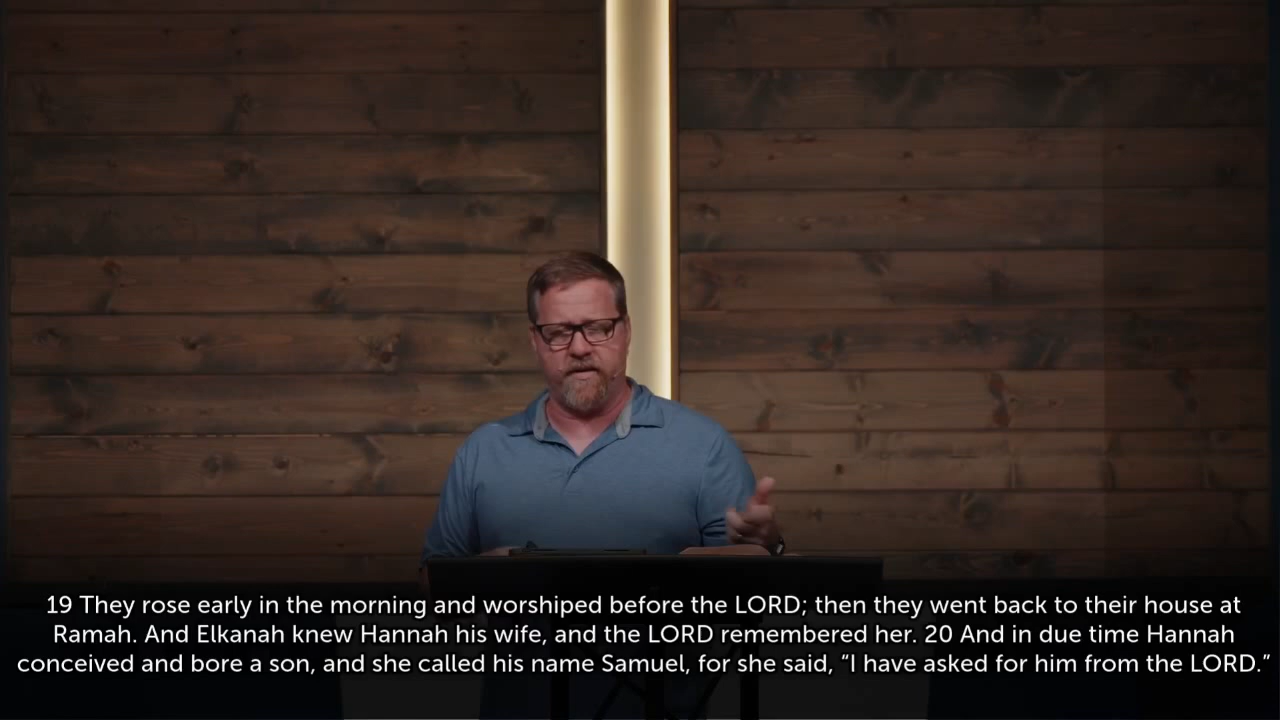 19 They rose early in the morning and worshiped before the LORD; then they went back to their house at
Ramah. And Elkanah knew Hannah his wife, and the LORD remembered her. 20 And in due time Hannah
conceived and bore a son, and she called his name Samuel, for she said, “I have asked for him from the LORD.”